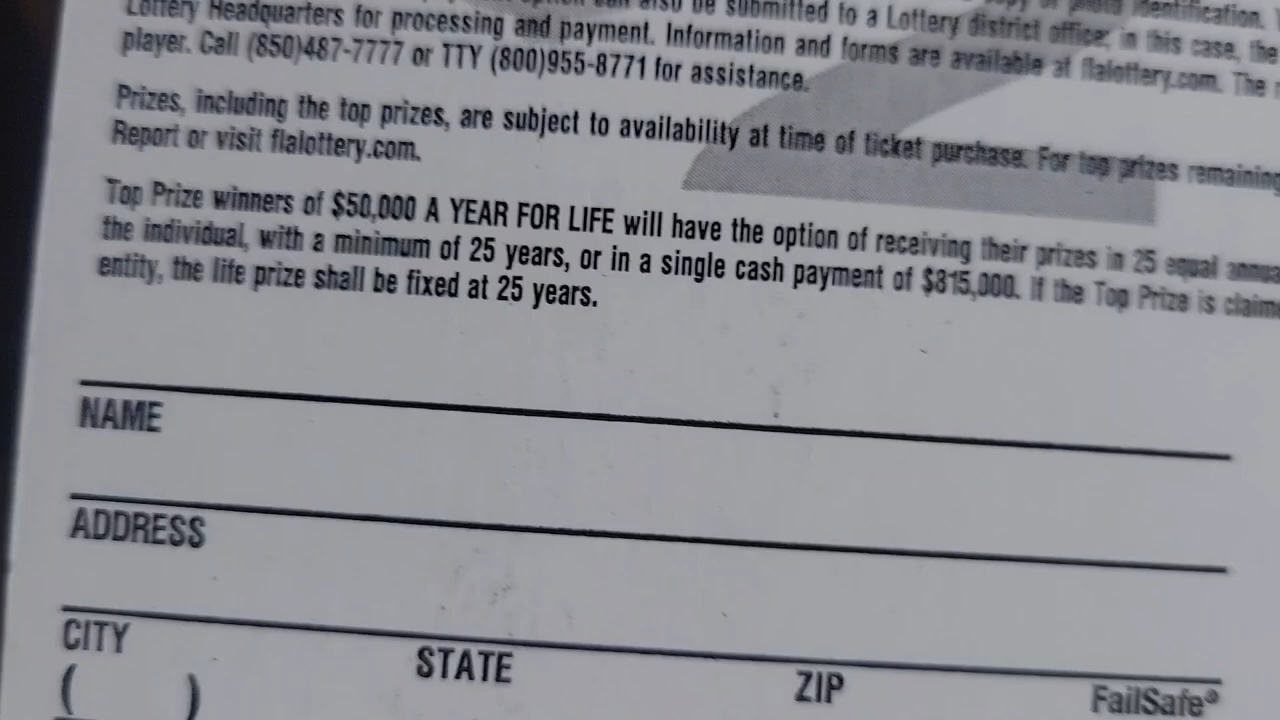 Lottery Headquarters for processing and payment. Information and forms are available at flalottery.com. The
option can also be submitted to a Lottery district office; in this case, the
player. Call (850)487-7777 or TTY (800)955-8771 for assistance.
Prizes, including the top prizes, are subject to availability at time of ticket purchase. For top prizes remaining
Report or visit flalottery.com.
Top Prize winners of $50,000 A YEAR FOR LIFE will have the option of receiving their prizes in 25 equal
the individual, with a minimum of 25 years, or in a single cash payment of $815,000. If the Top Prize is
entity, the life prize shall be fixed at 25 years.
NAME
ADDRESS
CITY STATE ZIP FailSafe®
( )